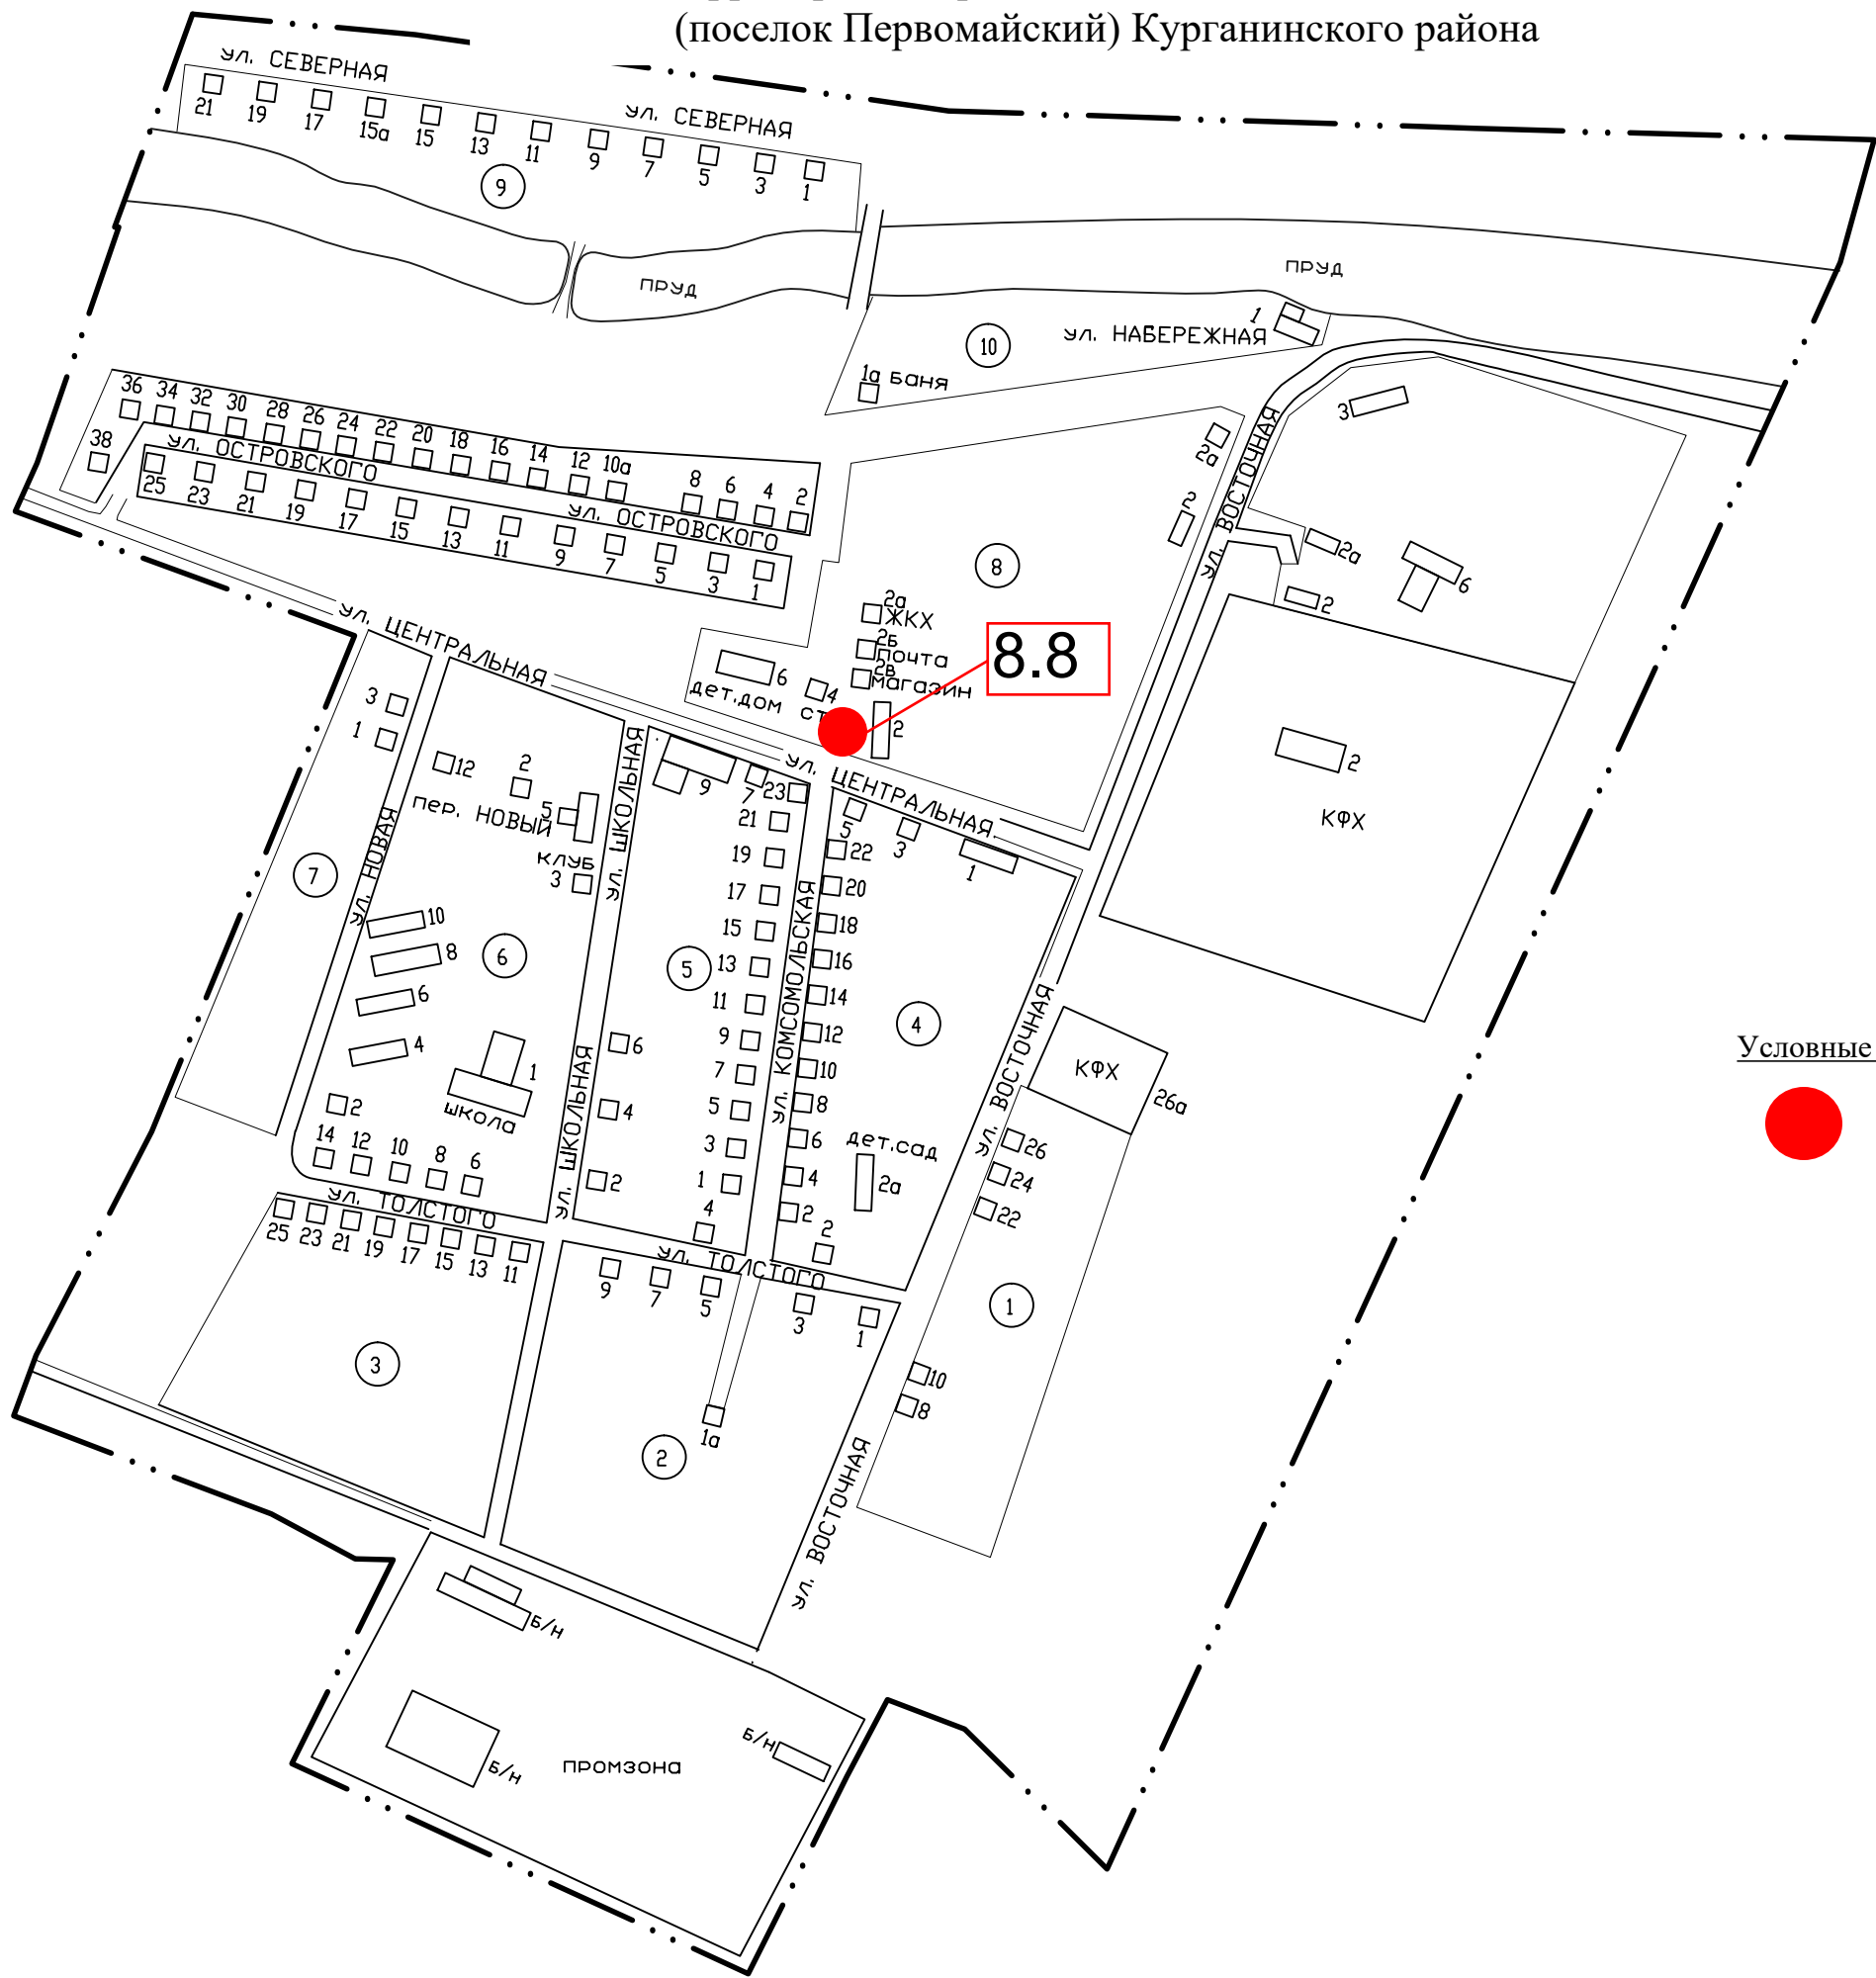 (поселок Первомайский) Курганинского района
ул. СЕВЕРНАЯ
21 19 17 15а 15 13 11 9 7 5 3 1
ул. СЕВЕРНАЯ
9
ПРУД
ПРУД
10
ул. НАБЕРЕЖНАЯ
1
1а БАНЯ
36 34 32 30 28 26 24 22 20 18 16 14 12 10а 8 6 4 2
38
ул. ОСТРОВСКОГО
ул. ОСТРОВСКОГО
25 23 21 19 17 15 13 11 9 7 5 3 1
3
2а
2
ул. ВОСТОЧНАЯ
ул. ВОСТОЧНАЯ
2а
6
2
8
2а
ЖКХ
2Б
почта
2В
магазин
8.8
6
дет.дом
4
2
ул. ЦЕНТРАЛЬНАЯ
ул. ЦЕНТРАЛЬНАЯ
2
КФХ
3
1
7
ул. НОВАЯ
12
2
пер. НОВЫЙ
5
клуб
3
10
8
6
4
2
6
1
школа
14 12 10 8 6
ул. ШКОЛЬНАЯ
ул. ШКОЛЬНАЯ
ул. ШКОЛЬНАЯ
9
7
23
21
19
17
15
13
11
9
7
5
3
1
5
6
4
2
4
ул. КОМСОМОЛЬСКАЯ
5
3
1
22
20
18
16
14
12
10
8
6
4
2
2
4
дет.сад
2а
ул. ВОСТОЧНАЯ
КФХ
26а
26
24
22
1
10
8
ул. ТОЛСТОГО
25 23 21 19 17 15 13 11
3
ул. ТОЛСТОГО
9 7 5 3 1
1а
2
ул. ВОСТОЧНАЯ
Б/Н
Б/Н
ПРОМЗОНА
Б/Н
Условные